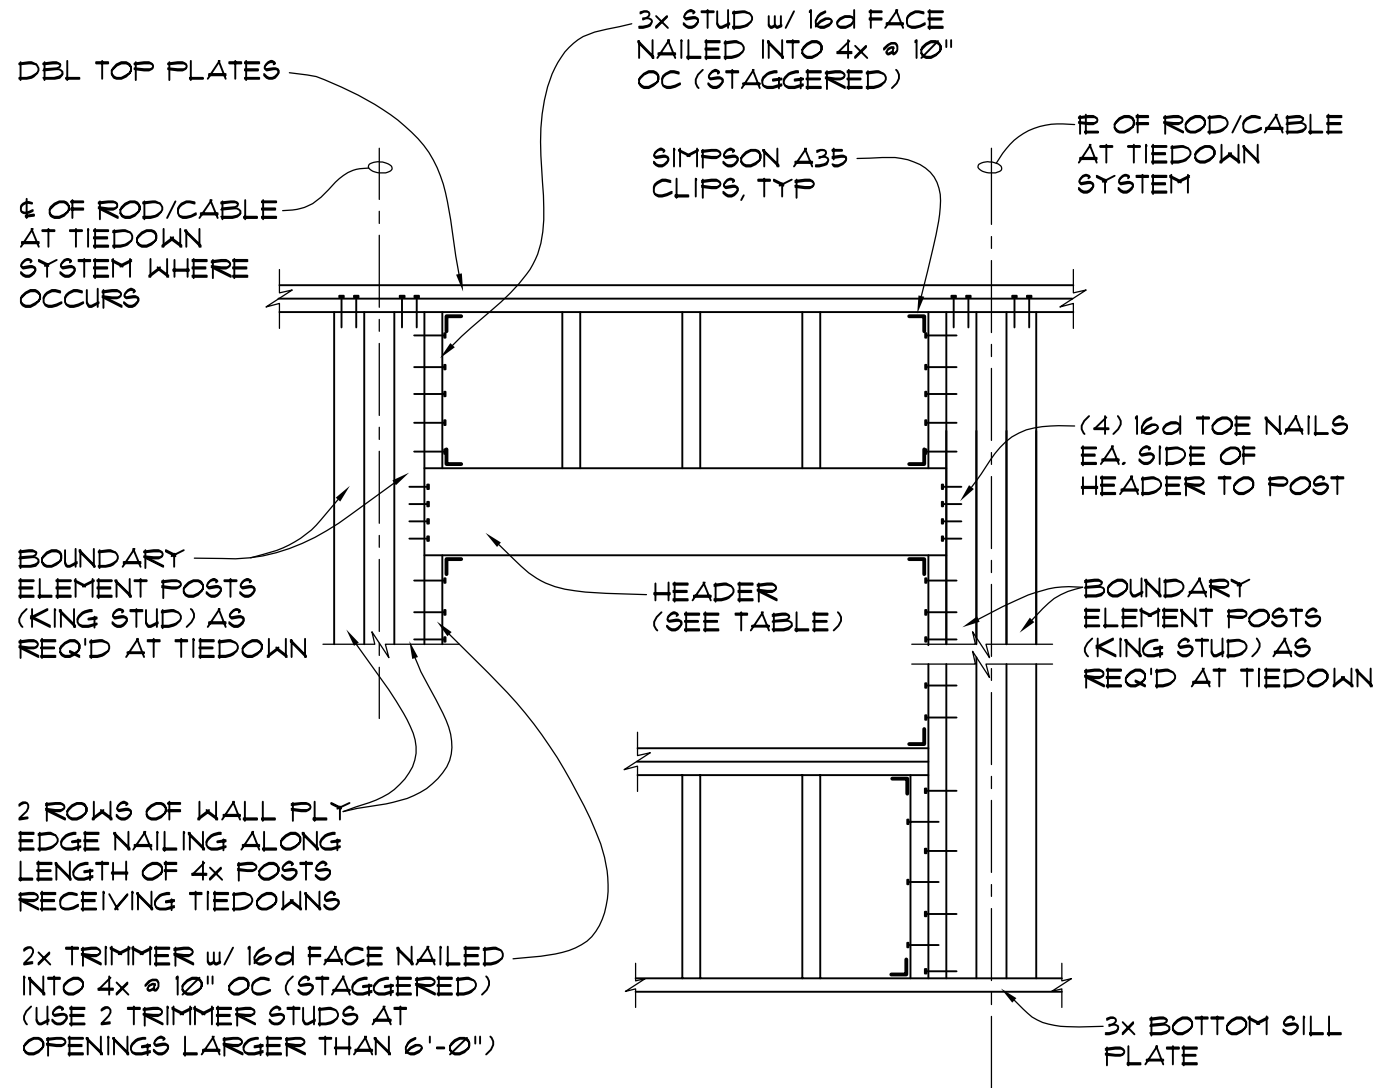 3x STUD w/ 16d FACE
NAILED INTO 4x @ 10"
OC (STAGGERED)
DBL TOP PLATES
℄ OF ROD/CABLE
AT TIEDOWN
SYSTEM
SIMPSON A35
CLIPS, TYP
℄ OF ROD/CABLE
AT TIEDOWN
SYSTEM WHERE
OCCURS
(4) 16d TOE NAILS
EA. SIDE OF
HEADER TO POST
BOUNDARY
ELEMENT POSTS
(KING STUD) AS
REQ'D AT TIEDOWN
HEADER
(SEE TABLE)
BOUNDARY
ELEMENT POSTS
(KING STUD) AS
REQ'D AT TIEDOWN
2 ROWS OF WALL PLY
EDGE NAILING ALONG
LENGTH OF 4x POSTS
RECEIVING TIEDOWNS
2x TRIMMER w/ 16d FACE NAILED
INTO 4x @ 10" OC (STAGGERED)
(USE 2 TRIMMER STUDS AT
OPENINGS LARGER THAN 6'-0")
3x BOTTOM SILL
PLATE